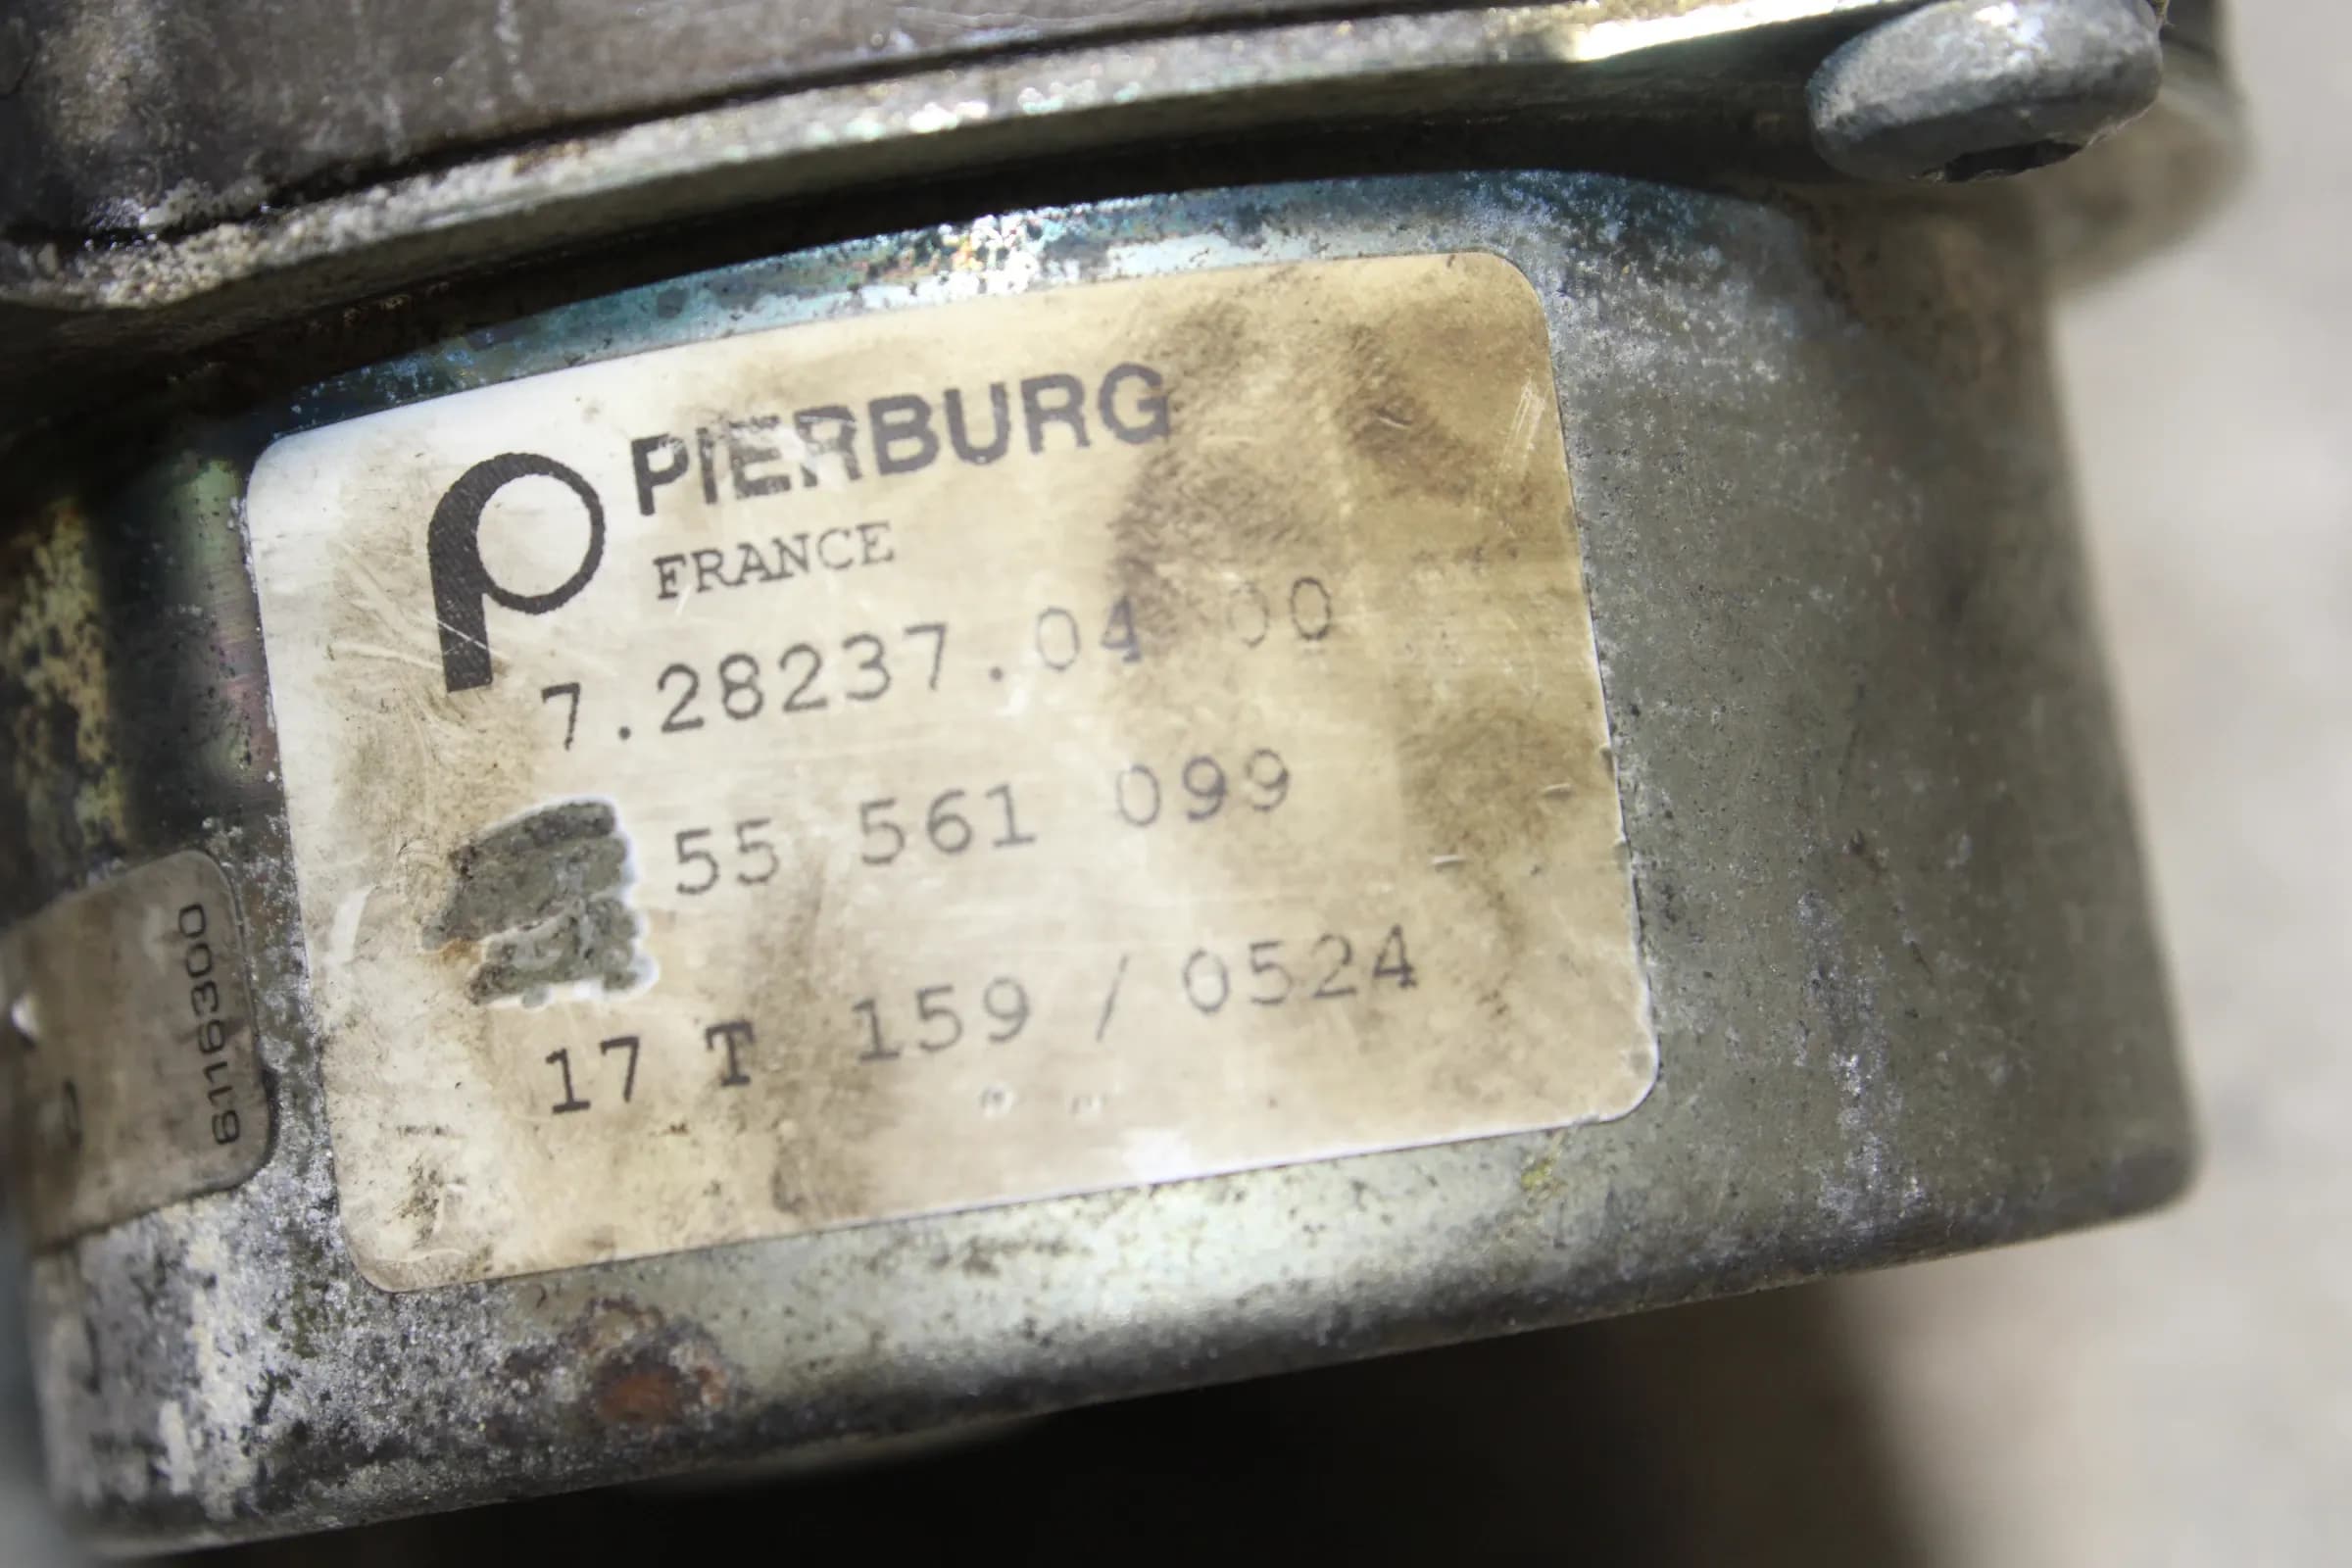 PIERBURG
FRANCE
7.28237.04 00
55 561 099
17 T 159 / 0524
6116300